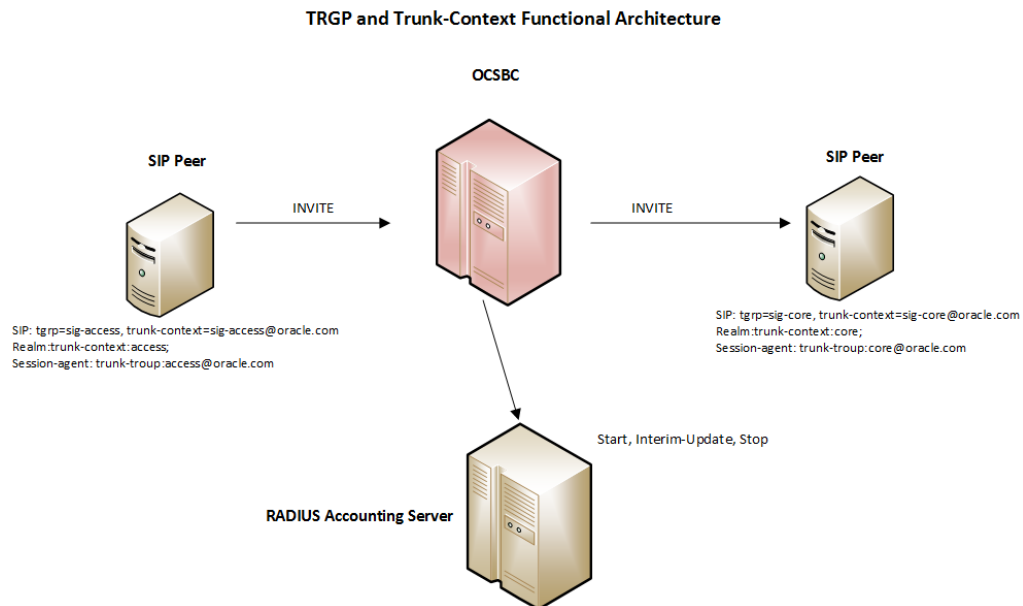 TRGP and Trunk-Context Functional Architecture
OCSBC
SIP Peer
SIP Peer
INVITE
INVITE
SIP: tgrp=sig-access, trunk-context=sig-access@oracle.com
Realm:trunk-context:access;
Session-agent: trunk-troup:access@oracle.com
SIP: tgrp=sig-core, trunk-context=sig-core@oracle.com
Realm:trunk-context:core;
Session-agent: trunk-troup:core@oracle.com
Start, Interim-Update, Stop
RADIUS Accounting Server